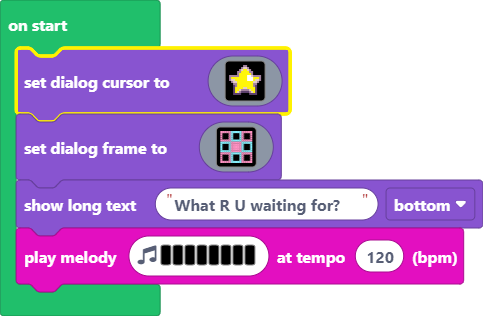 on start
set dialog cursor to
set dialog frame to
show long text "What R U waiting for? " bottom
play melody at tempo 120 (bpm)